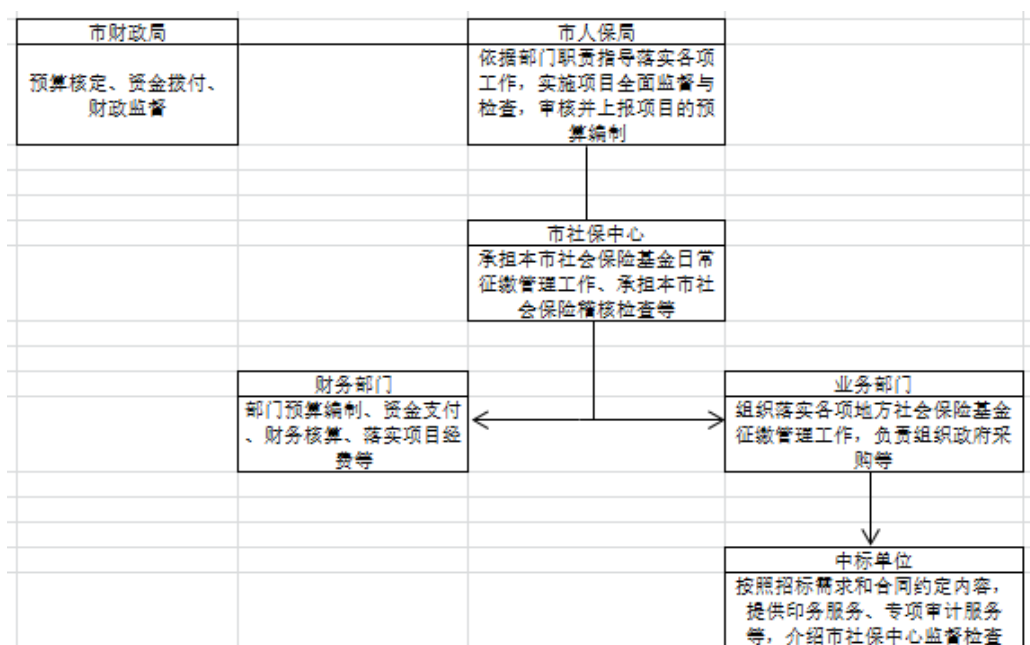 市财政局
预算核定、资金拨付、
财政监督
市人保局
依据部门职责指导落实各项
工作，实施项目全面监督与
检查，审核并上报项目的预
算编制
市社保中心
承担本市社会保险基金日常
征缴管理工作、承担本市社
会保险稽核检查等
财务部门
部门预算编制、资金支付
、财务核算、落实项目经
费等
业务部门
组织落实各项地方社会保险基金
征缴管理工作，负责组织政府采
购等
中标单位
按照招标需求和合同约定内容，
提供印务服务、专项审计服务
等，介绍市社保中心监督检查